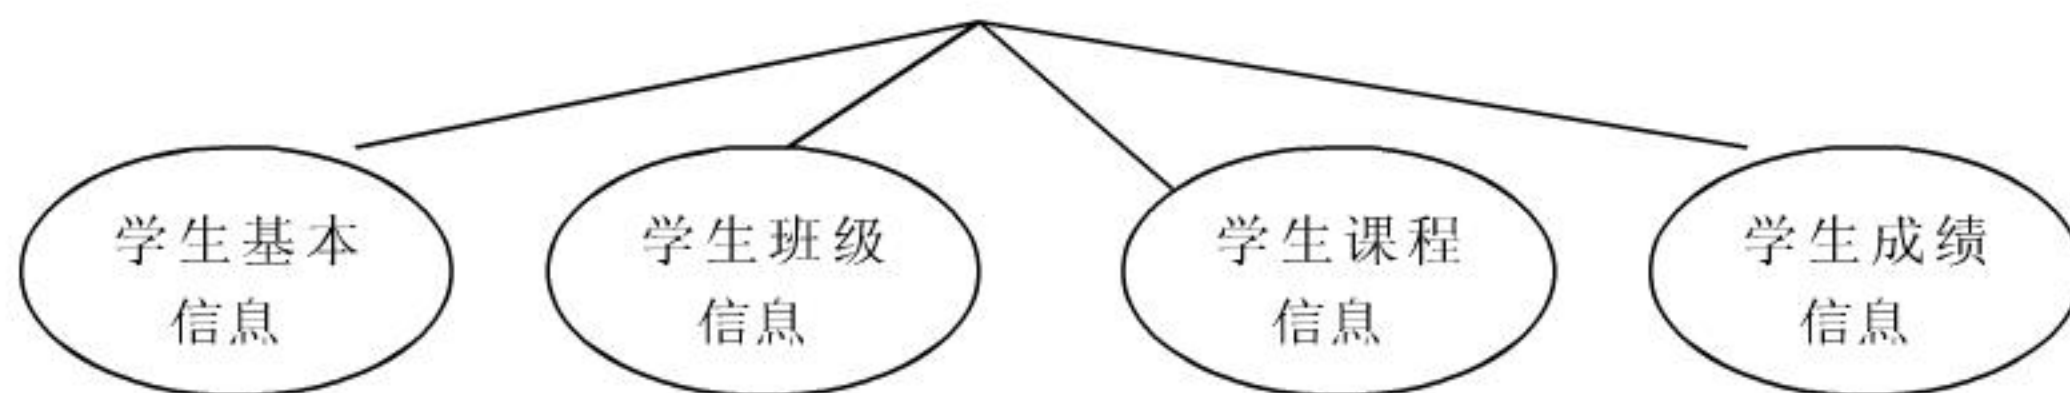 学生基本
信息
学生班级
信息
学生课程
信息
学生成绩
信息